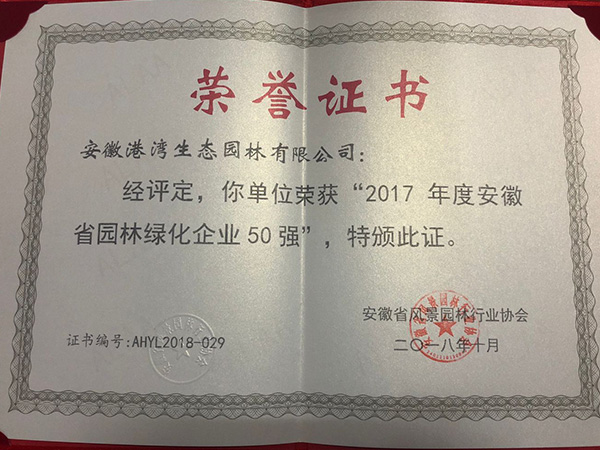 荣誉证书
安徽港湾生态园林有限公司：
经评定，你单位荣获“2017 年度安徽
省园林绿化企业50强”，特颁此证。
安徽省风景园林行业协会
证书编号:AHYL2018-029
二〇一八年十月